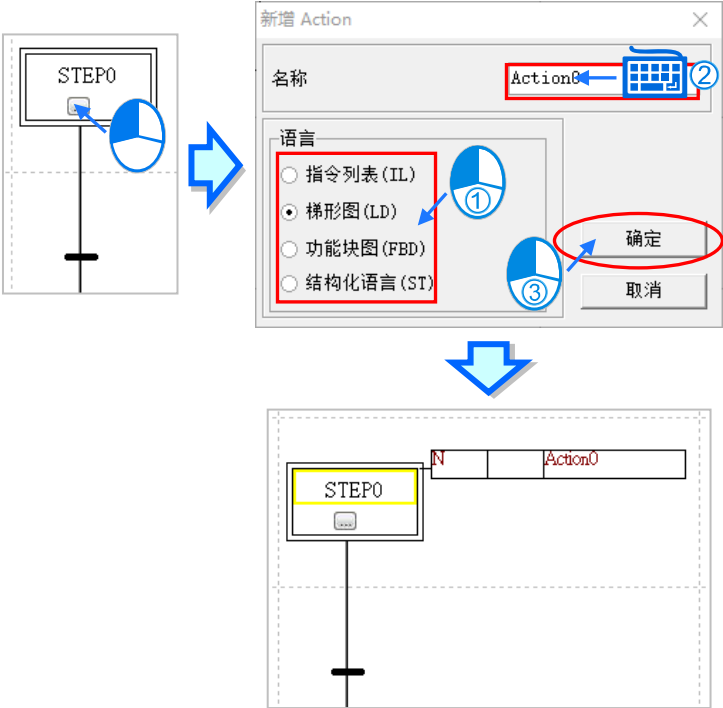 STEP0
...
新增 Action
名称
Action0
②
语言
指令列表(IL)
梯形图(LD)
功能块图(FBD)
结构化语言(ST)
①
确定
③
取消
N
Action0
STEP0
...